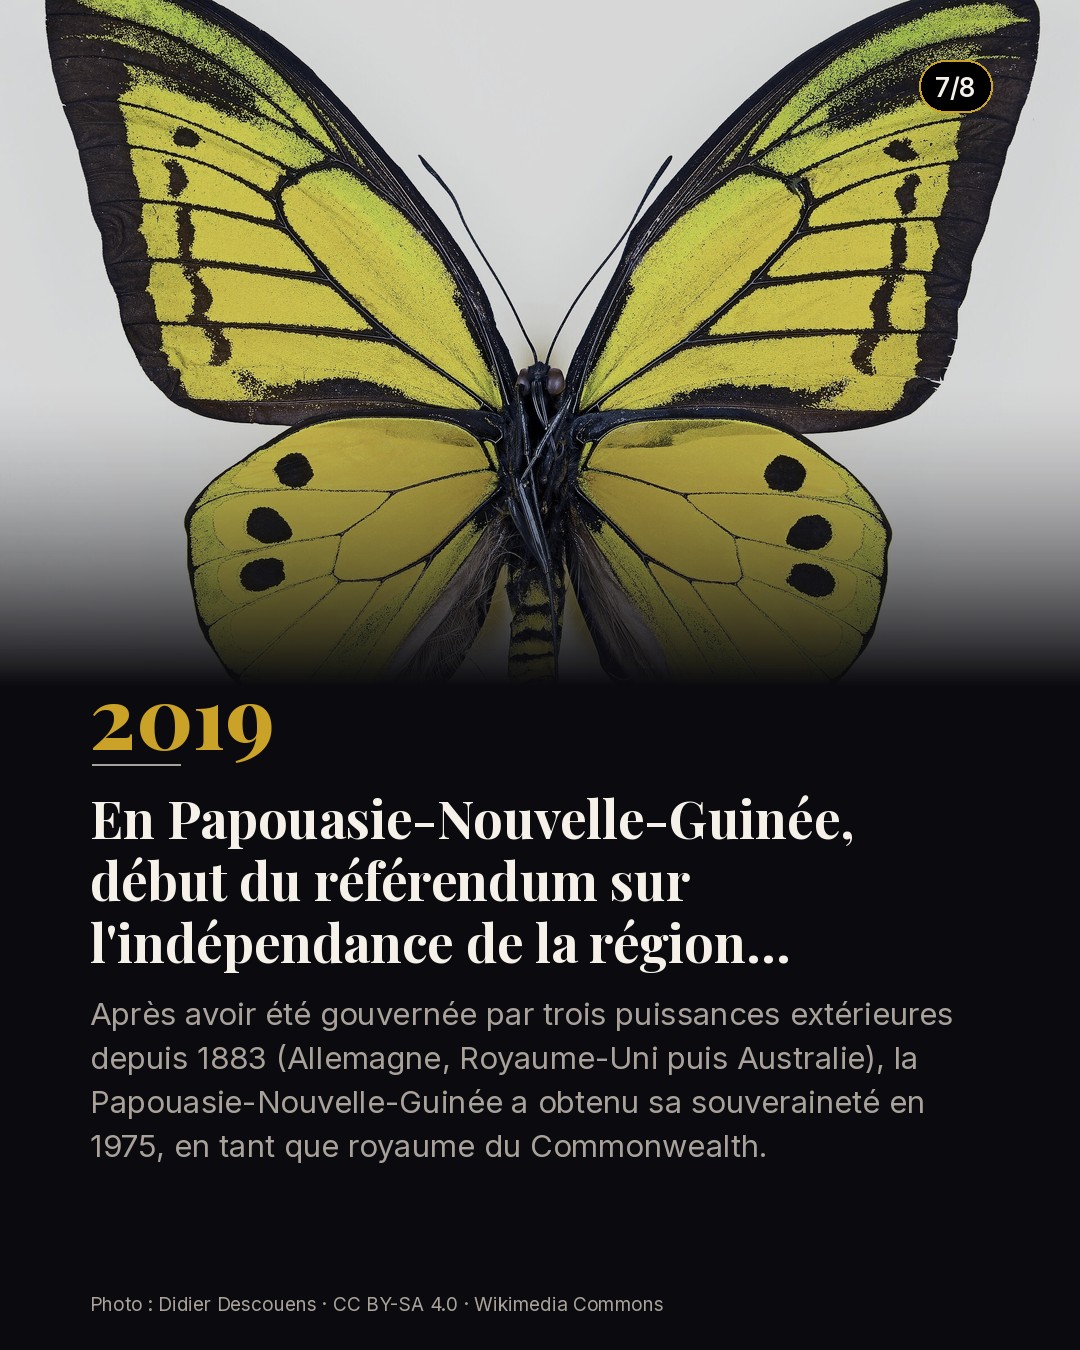 7/8
2019
En Papouasie-Nouvelle-Guinée,
début du référendum sur
l'indépendance de la région...
Après avoir été gouvernée par trois puissances extérieures
depuis 1883 (Allemagne, Royaume-Uni puis Australie), la
Papouasie-Nouvelle-Guinée a obtenu sa souveraineté en
1975, en tant que royaume du Commonwealth.
Photo : Didier Descouens · CC BY-SA 4.0 · Wikimedia Commons